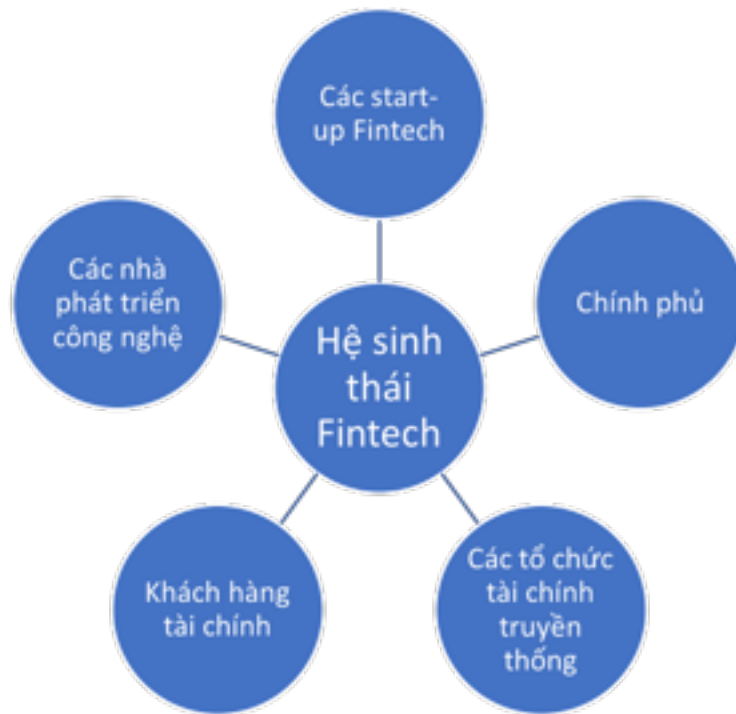 Các start-
up Fintech
Các nhà
phát triển
công nghệ
Chính phủ
Hệ sinh
thái
Fintech
Khách hàng
tài chính
Các tổ chức
tài chính
truyền
thống